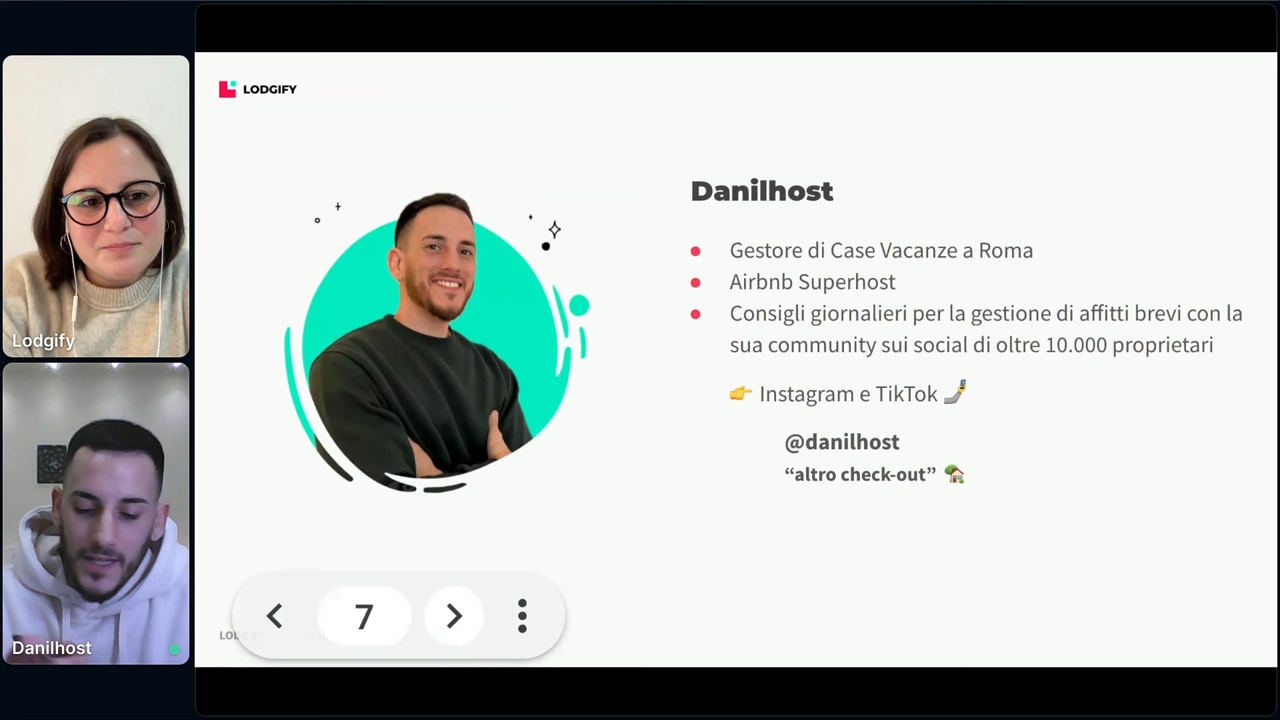 LODGIFY
Danilhost
Gestore di Case Vacanze a Roma
Airbnb Superhost
Consigli giornalieri per la gestione di affitti brevi con la
sua community sui social di oltre 10.000 proprietari
👉 Instagram e TikTok 🤳
@danilhost
“altro check-out” 🏡
7
Lodgify
Danilhost